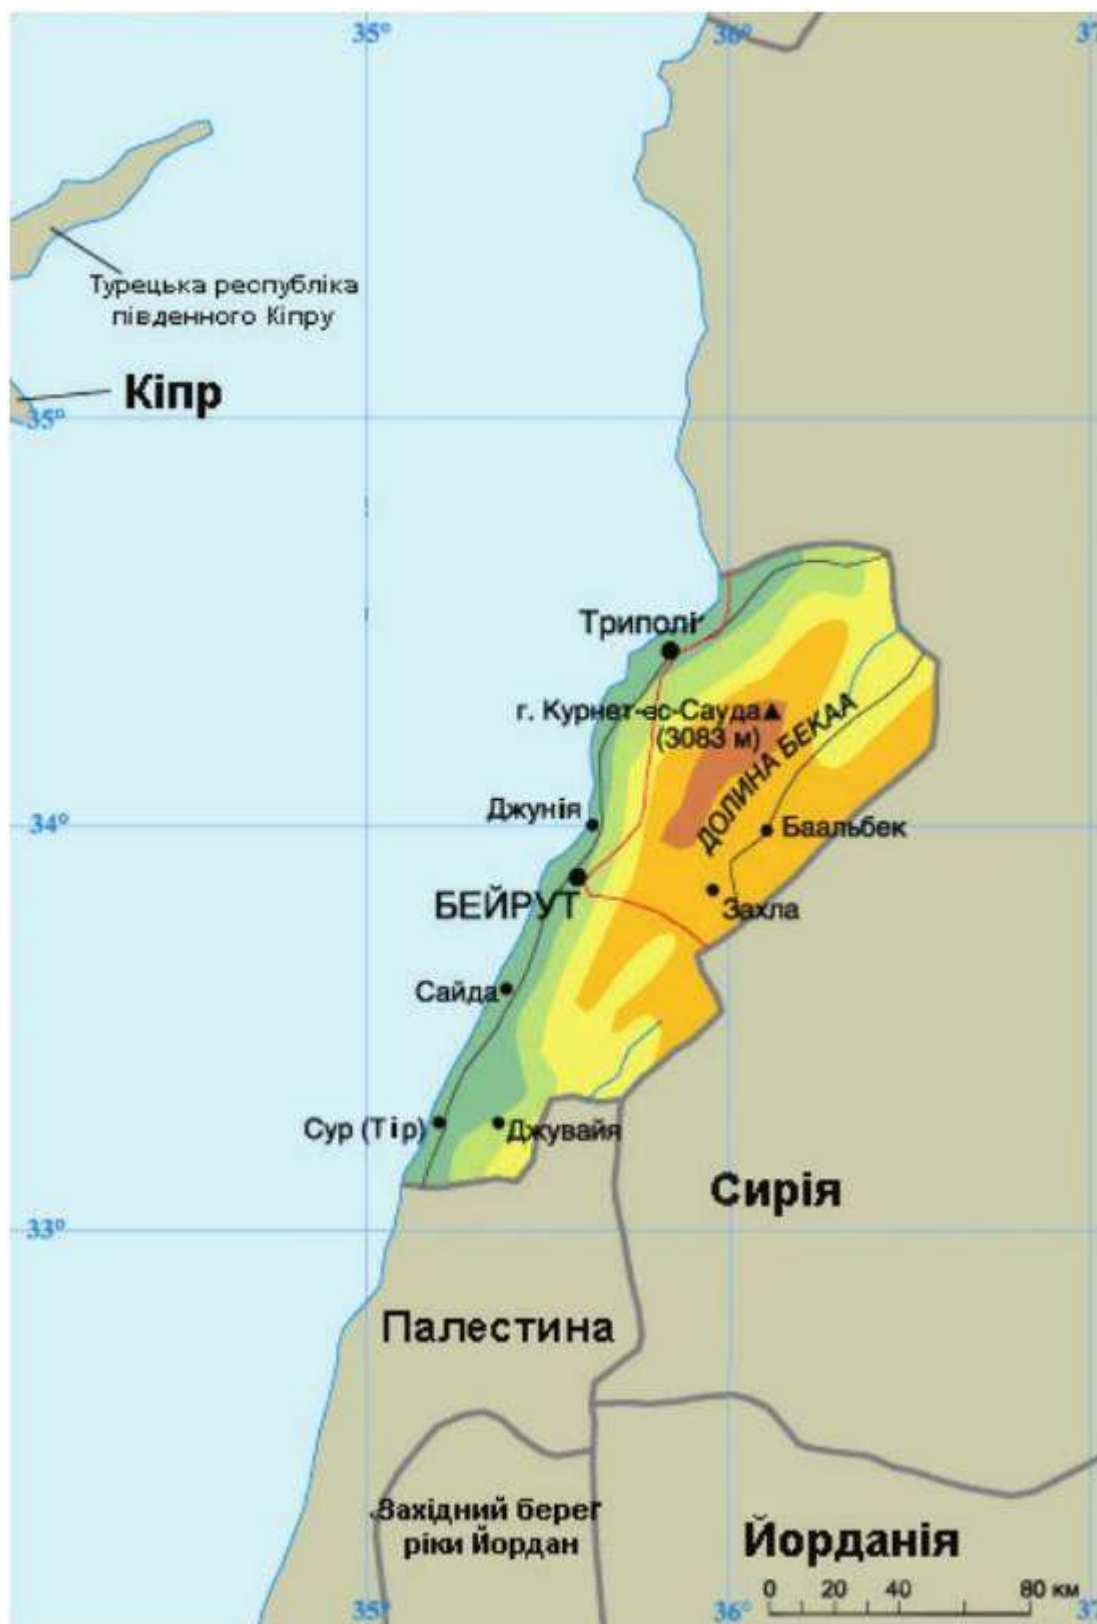 35°
36°
37
Турецька республіка
південного Кіпру
Кіпр
35°
Триполі
г. Курнет-ес-Сауда
(3083 м)
ДОЛИНА БЕКАА
Джунія
34°
Баальбек
БЕЙРУТ
Захла
Сайда
Сур (Тір)
Джувайя
Сирія
33°
Палестина
Західний берег
ріки Йордан
Йорданія
0 20 40 80 км
35°
36°
37